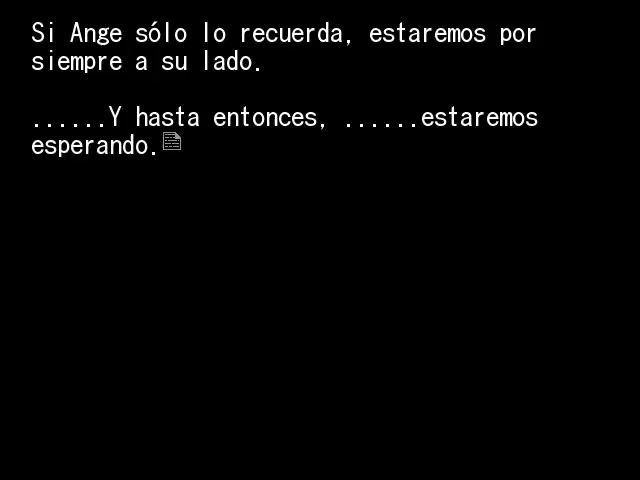 Si Ange sólo lo recuerda, estaremos por
siempre a su lado.
......Y hasta entonces, ......estaremos
esperando.